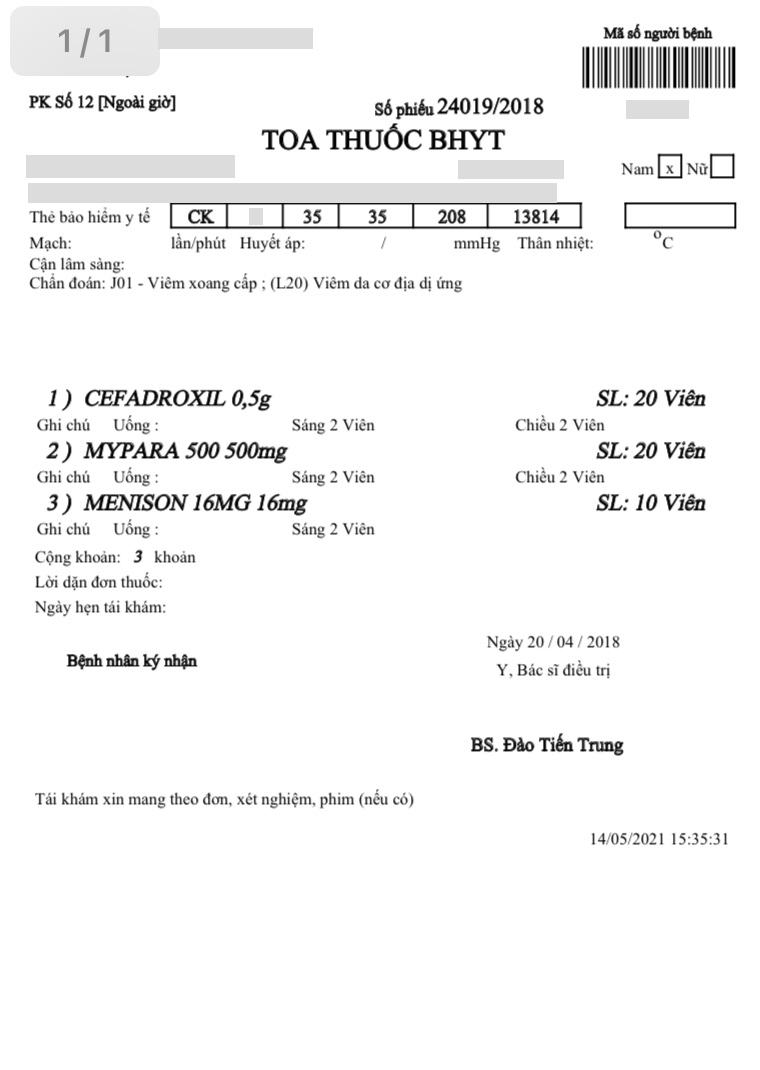 1/1
Mã số người bệnh
PK Số 12 [Ngoài giờ]
Số phiếu 24019/2018
TOA THUỐC BHYT
Nam x Nữ
Thẻ bảo hiểm y tế CK 35 35 208 13814
Mạch: lần/phút Huyết áp: / mmHg Thân nhiệt: °C
Cận lâm sàng:
Chẩn đoán: J01 - Viêm xoang cấp ; (L20) Viêm da cơ địa dị ứng
1 ) CEFADROXIL 0,5g SL: 20 Viên
Ghi chú Uống : Sáng 2 Viên Chiều 2 Viên
2 ) MYPARA 500 500mg SL: 20 Viên
Ghi chú Uống : Sáng 2 Viên Chiều 2 Viên
3 ) MENISON 16MG 16mg SL: 10 Viên
Ghi chú Uống : Sáng 2 Viên
Cộng khoản: 3 khoản
Lời dặn đơn thuốc:
Ngày hẹn tái khám:
Ngày 20 / 04 / 2018
Bệnh nhân ký nhận
Y, Bác sĩ điều trị
BS. Đào Tiến Trung
Tái khám xin mang theo đơn, xét nghiệm, phim (nếu có)
14/05/2021 15:35:31